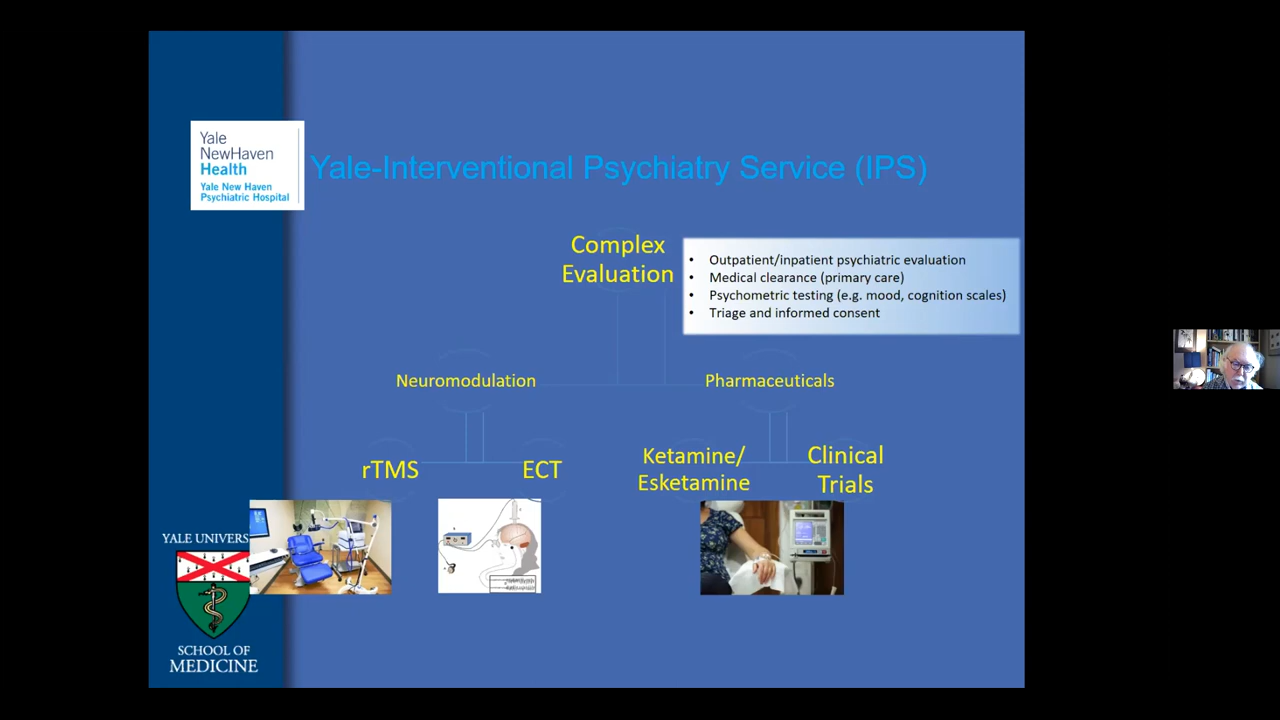 Yale
NewHaven
Health
Yale New Haven
Psychiatric Hospital
Yale-Interventional Psychiatry Service (IPS)
Complex
Evaluation
• Outpatient/inpatient psychiatric evaluation
• Medical clearance (primary care)
• Psychometric testing (e.g. mood, cognition scales)
• Triage and informed consent
Neuromodulation
Pharmaceuticals
rTMS
ECT
Ketamine/
Esketamine
Clinical
Trials
YALE UNIVERS
SCHOOL OF
MEDICINE